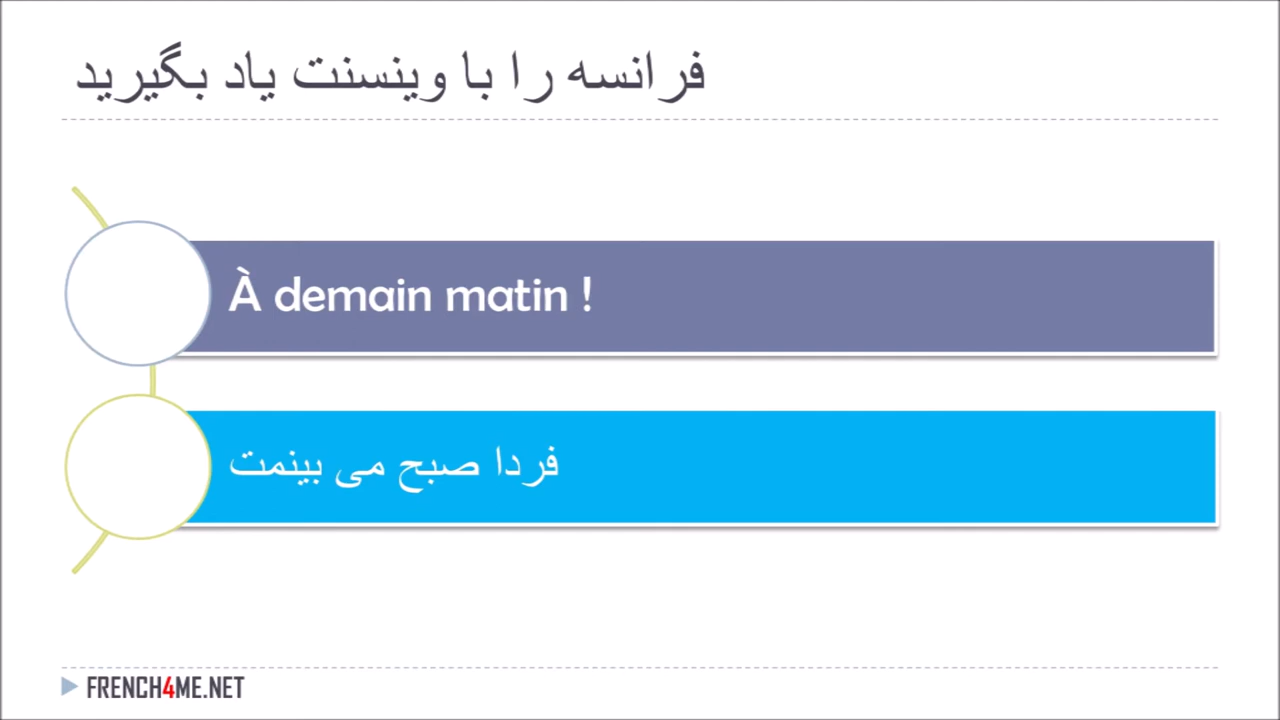 فرانسه را با وینسنت یاد بگیرید
À demain matin !
فردا صبح می بینمت
FRENCH4ME.NET